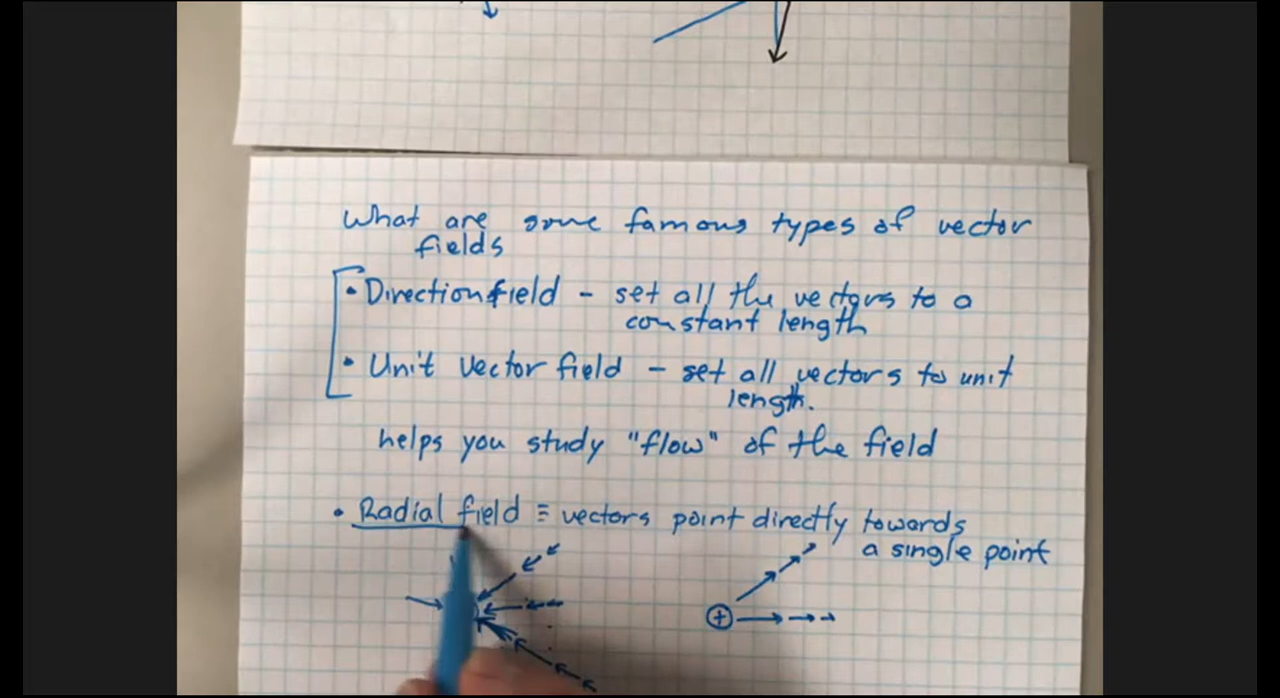 What are some famous types of vector
fields
• Direction field – set all the vectors to a
constant length
• Unit vector field – set all vectors to unit
length.
helps you study "flow" of the field
• Radial field ≡ vectors point directly towards
a single point
+